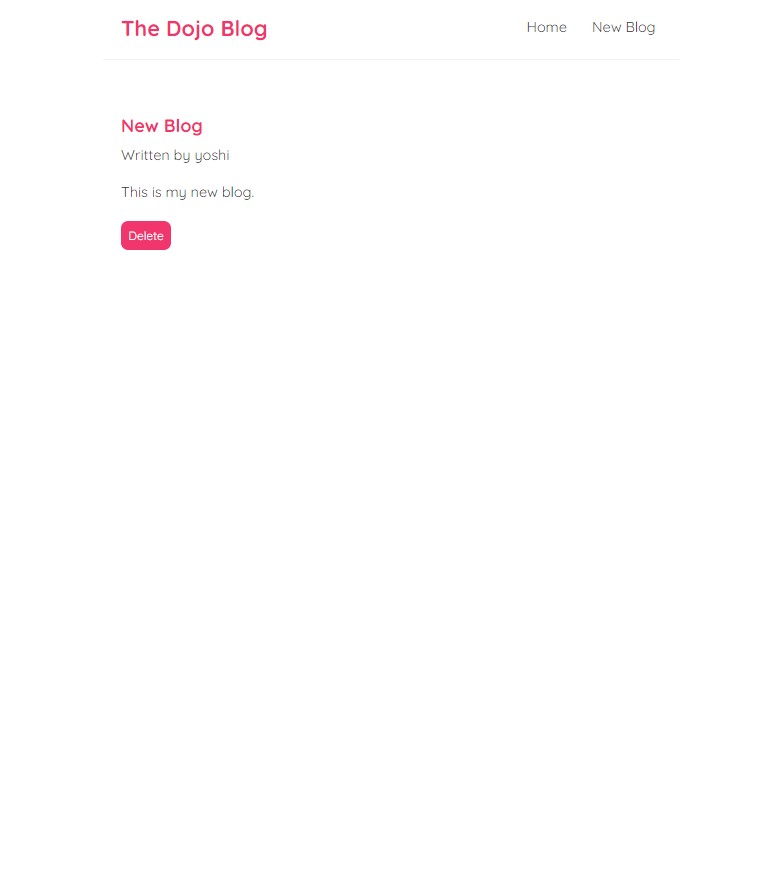 The Dojo Blog
Home New Blog
New Blog
Written by yoshi
This is my new blog.
Delete